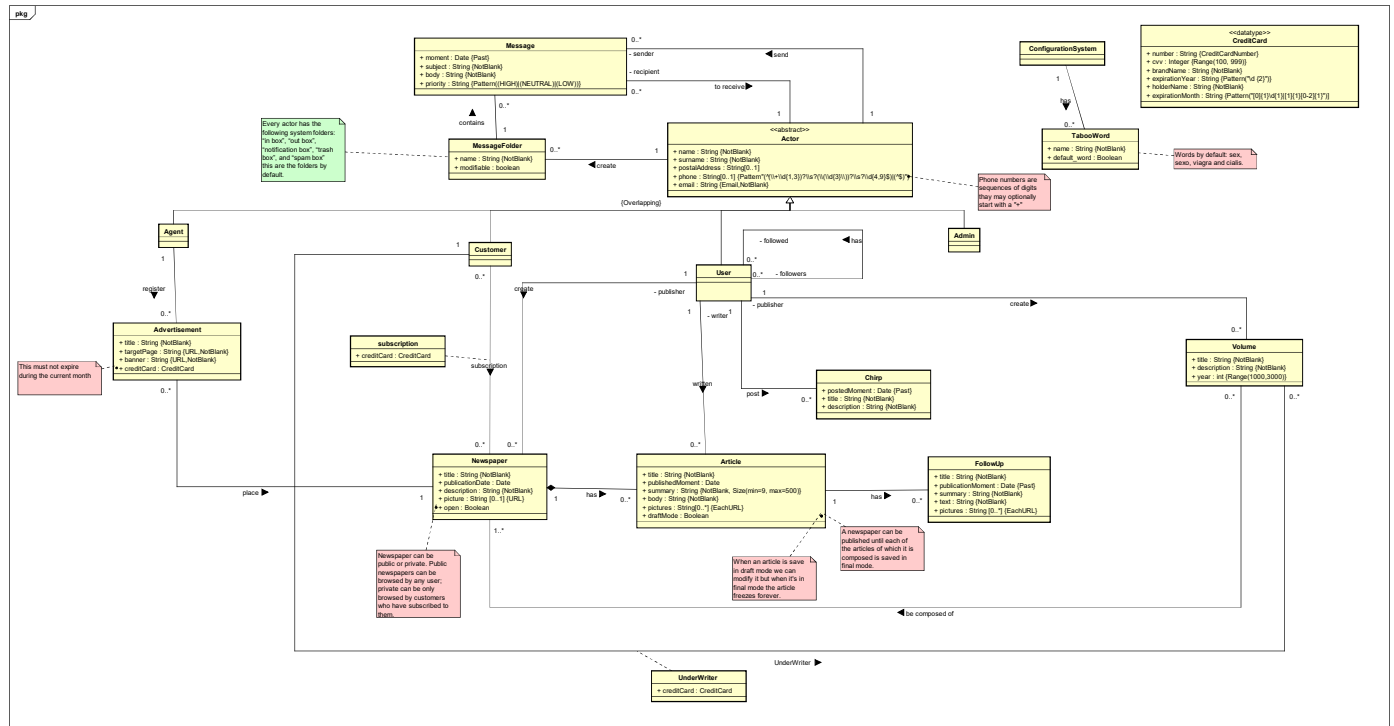 pkg
Message
+ moment : Date {Past}
+ subject : String {NotBlank}
+ body : String {NotBlank}
+ priority : String {Pattern((HIGH)|(NEUTRAL)|(LOW))}
0..*
- sender
- recipient
0..*
send
to receive
1
1
ConfigurationSystem
1
has
0..*
<<datatype>>
CreditCard
+ number : String {CreditCardNumber}
+ cvv : Integer {Range(100, 999)}
+ brandName : String {NotBlank}
+ expirationYear : String {Pattern("\d {2}")}
+ holderName : String {NotBlank}
TabooWord
+ name : String {NotBlank}
+ default_word : Boolean
Words by default: sex,
sexo, viagra and cialis.
Every actor has the
following system folders:
"in box", "out box",
"notification box", "trash
box", and "spam box"
this are the folders by
default.
0..*
contains
1
MessageFolder
+ name : String {NotBlank}
+ modifiable : boolean
0..*
create
1
<<abstract>>
Actor
+ name : String {NotBlank}
+ surname : String {NotBlank}
+ postalAddress : String[0..1]
+ email : String {Email,NotBlank}
Phone numbers are
sequences of digits
they may optionally
start with a "+"
{Overlapping}
Agent
1
register
0..*
Customer
1
0..*
User
- followed
has
0..*
0..*
- followers
Admin
1
- publisher
create
1
- publisher
create
0..*
- writer
1
1
written
0..*
post
0..*
Advertisement
+ title : String {NotBlank}
+ targetPage : String {URL,NotBlank}
+ banner : String {URL,NotBlank}
+ creditCard : CreditCard
0..*
This must not expire
during the current month
subscription
+ creditCard : CreditCard
subscription
0..*
0..*
Chirp
+ postedMoment : Date {Past}
+ title : String {NotBlank}
+ description : String {NotBlank}
Volume
+ title : String {NotBlank}
+ description : String {NotBlank}
+ year : int {Range(1000,3000)}
0..*
0..*
place
1
Newspaper
+ title : String {NotBlank}
+ publicationDate : Date
+ description : String {NotBlank}
+ picture : String [0..1] {URL}
+ open : Boolean
1
has
0..*
1..*
Article
+ title : String {NotBlank}
+ publishedMoment : Date
+ summary : String {NotBlank, Size(min=9, max=500)}
+ body : String {NotBlank}
+ pictures : String[0..*] {EachURL}
+ draftMode : Boolean
1
has
0..*
FollowUp
+ title : String {NotBlank}
+ publicationMoment : Date {Past}
+ summary : String {NotBlank}
+ text : String {NotBlank}
+ pictures : String [0..*] {EachURL}
Newspaper can be
public or private. Public
newspapers can be
browsed by any user;
private can be only
browsed by customers
who have subscribed to
them.
When an article is save
in draft mode we can
modify it but when it's in
final mode the article
freezes forever.
A newspaper can be
published until each of
the articles of which it is
composed is saved in
final mode.
be composed of
UnderWriter
UnderWriter
+ creditCard : CreditCard